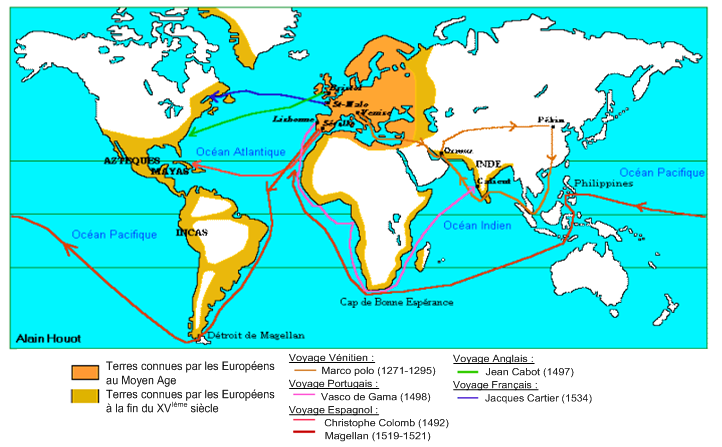 Bristol
St-Malo
Venise
Lisbonne
Séville
Pékin
Océan Atlantique
AZTEQUES
MAYAS
Ormuz
INDE
Calicut
Océan Pacifique
Philippines
Océan Pacifique
INCAS
Océan Indien
Cap de Bonne Espérance
Détroit de Magellan
Alain Houot
Terres connues par les Européens
au Moyen Age
Terres connues par les Européens
à la fin du XVIème siècle
Voyage Vénitien :
Marco polo (1271-1295)
Voyage Portugais :
Vasco de Gama (1498)
Voyage Espagnol :
Christophe Colomb (1492)
Magellan (1519-1521)
Voyage Anglais :
Jean Cabot (1497)
Voyage Français :
Jacques Cartier (1534)